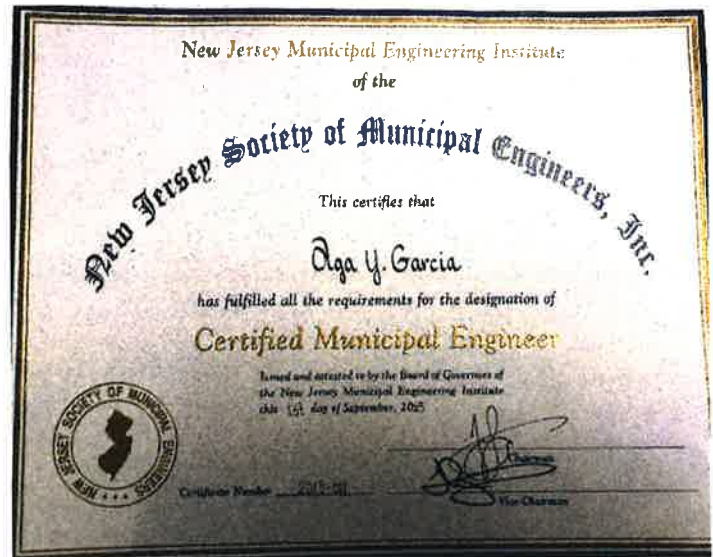 New Jersey Municipal Engineering Institute
of the
New Jersey Society of Municipal Engineers, Inc.
This certifies that
Olga Y. Garcia
has fulfilled all the requirements for the designation of
Certified Municipal Engineer
Issued and attested to by the Board of Governors of
the New Jersey Municipal Engineering Institute
this day of September,
Chairman
Certificate Number
Vice Chairman
NEW JERSEY SOCIETY OF MUNICIPAL ENGINEERS